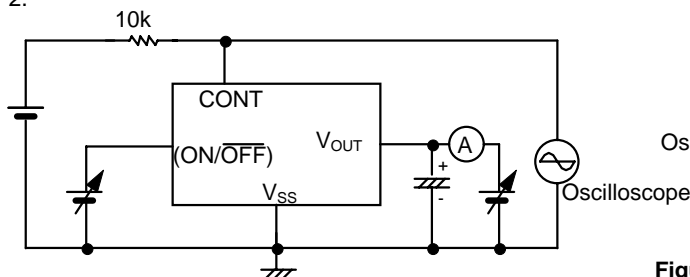 2.
10k
CONT
(ON/OFF)
VOUT
A
Os
+
-
VSS
Oscilloscope
Fig